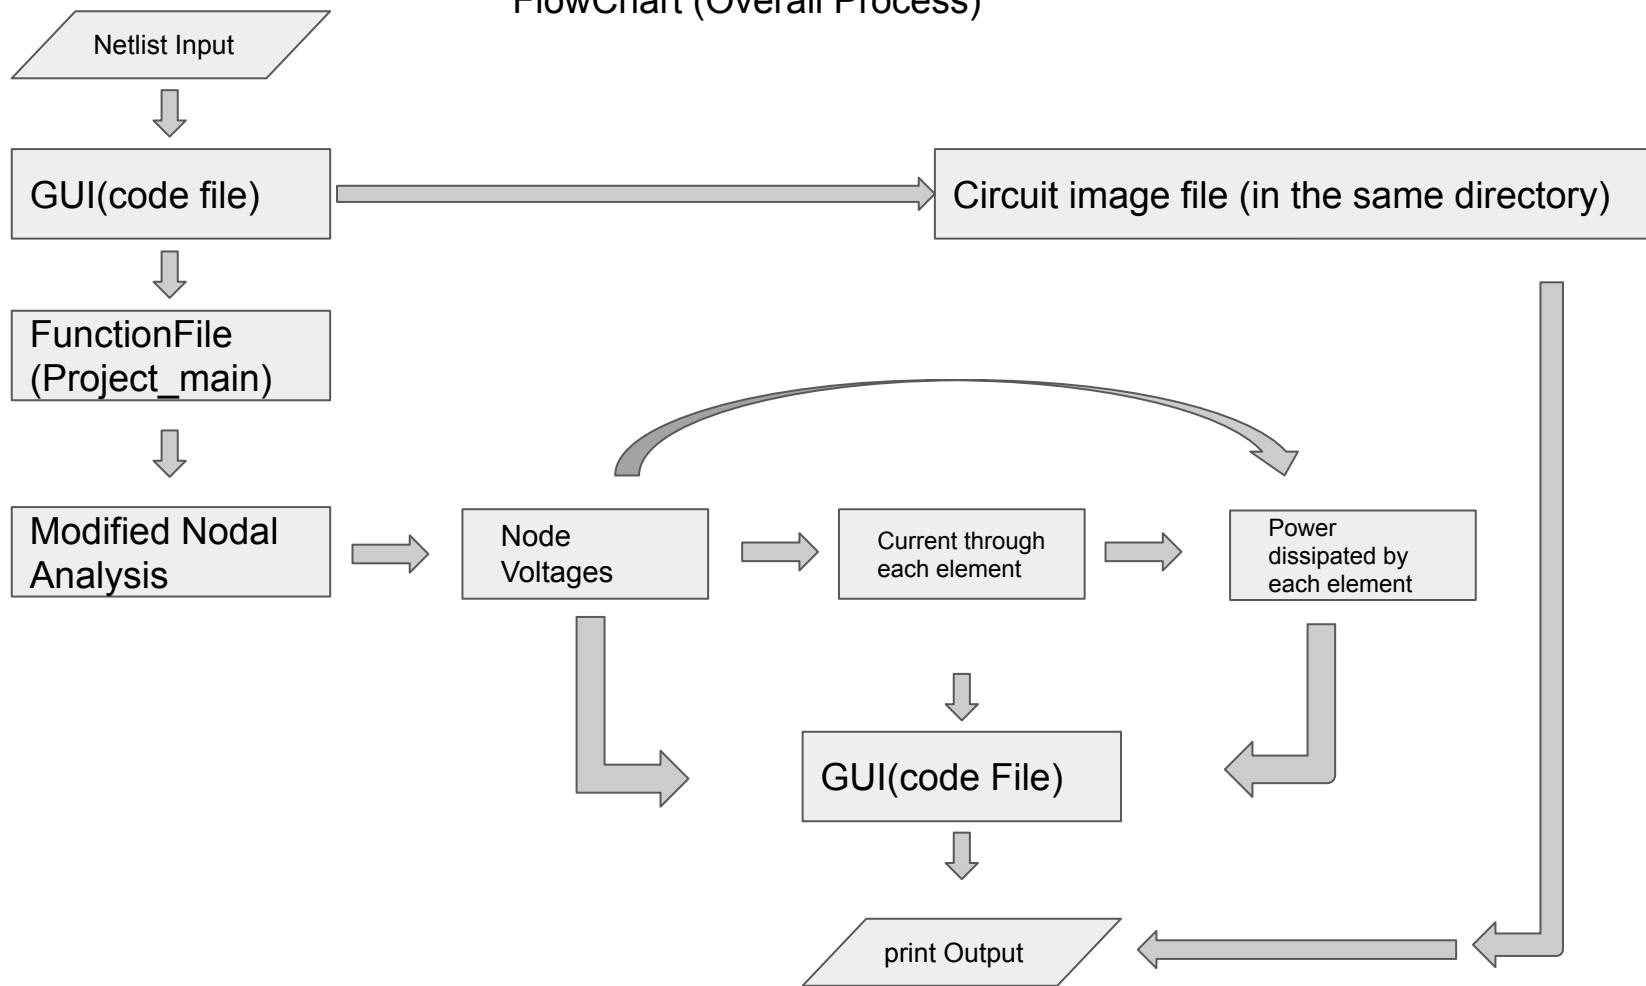 FlowChart (Overall Process)
Netlist Input
GUI(code file)
Circuit image file (in the same directory)
FunctionFile
(Project_main)
Modified Nodal
Analysis
Node
Voltages
Current through
each element
Power
dissipated by
each element
GUI(code File)
print Output